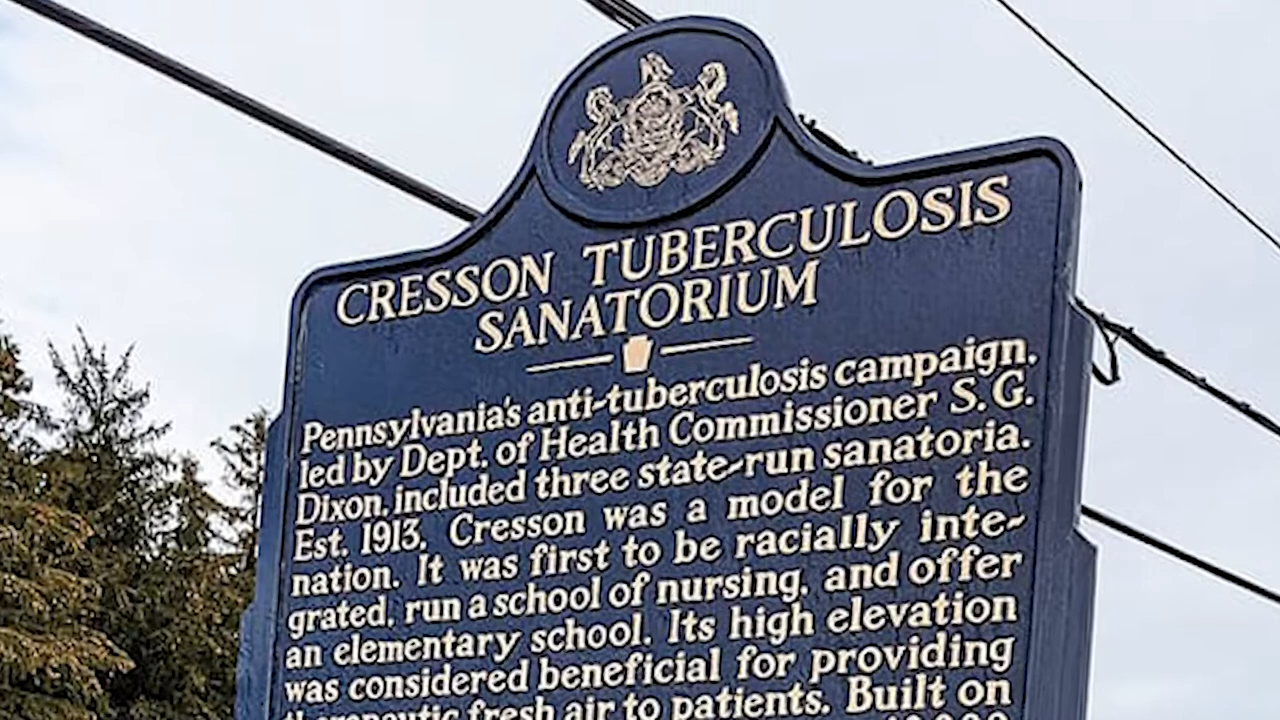 CRESSON TUBERCULOSIS
SANATORIUM
Pennsylvania's anti-tuberculosis campaign,
led by Dept. of Health Commissioner S. G.
Dixon, included three state-run sanatoria.
Est. 1913, Cresson was a model for the
nation. It was first to be racially inte-
grated, run a school of nursing, and offer
an elementary school. Its high elevation
was considered beneficial for providing
therapeutic fresh air to patients. Built on